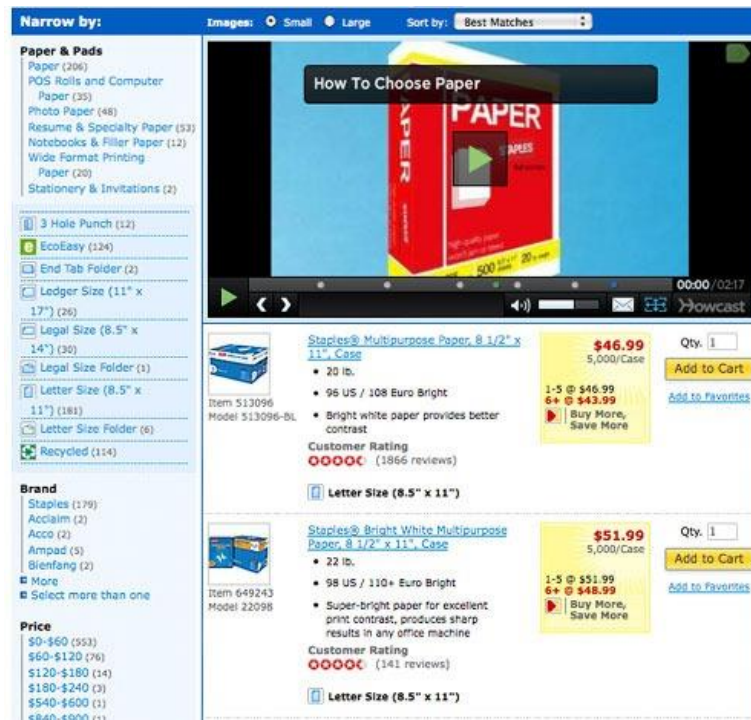 Narrow by:
Images: Small Large Sort by: Best Matches
Paper & Pads
Paper (206)
POS Rolls and Computer
Paper (35)
Photo Paper (48)
Resume & Specialty Paper (53)
Notebooks & Filler Paper (12)
Wide Format Printing
Paper (20)
Stationery & Invitations (2)
3 Hole Punch (12)
EcoEasy (124)
End Tab Folder (2)
Ledger Size (11" x
17") (26)
Legal Size (8.5" x
14") (30)
Legal Size Folder (1)
Letter Size (8.5" x
11") (181)
Letter Size Folder (6)
Recycled (114)
Brand
Staples (179)
Acclaim (2)
Acco (2)
Ampad (5)
Bienfang (2)
More
Select more than one
Price
$0-$60 (553)
$60-$120 (76)
$120-$180 (14)
$180-$240 (3)
$540-$600 (1)
$840-$900 (1)
How To Choose Paper
PAPER
PAPER
STAPLES
high quality paper
500
00:00/02:17
Howcast
Staples® Multipurpose Paper, 8 1/2" x
11", Case
20 lb.
96 US / 108 Euro Bright
Bright white paper provides better
contrast
Customer Rating
(1866 reviews)
Letter Size (8.5" x 11")
Item 513096
Model 513096-BL
$46.99
5,000/Case
1-5 @ $46.99
6+ @ $43.99
Buy More,
Save More
Qty. 1
Add to Cart
Add to Favorites
Staples® Bright White Multipurpose
Paper, 8 1/2" x 11", Case
22 lb.
98 US / 110+ Euro Bright
Super-bright paper for excellent
print contrast, produces sharp
results in any office machine
Customer Rating
(141 reviews)
Letter Size (8.5" x 11")
Item 649243
Model 22098
$51.99
5,000/Case
1-5 @ $51.99
6+ @ $48.99
Buy More,
Save More
Qty. 1
Add to Cart
Add to Favorites